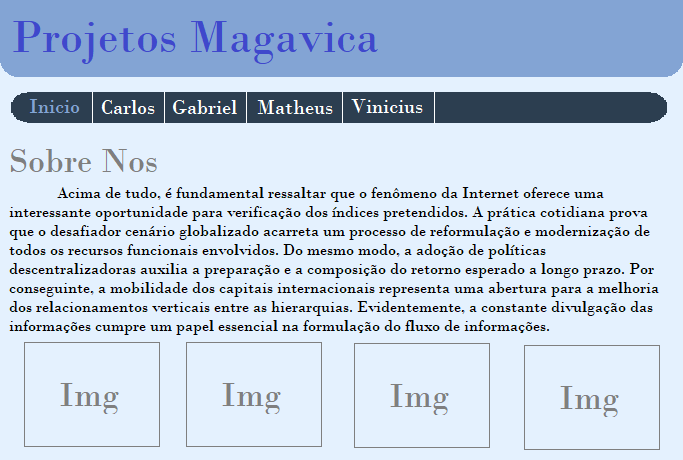 Projetos Magavica
Inicio Carlos Gabriel Matheus Vinicius
Sobre Nos
Acima de tudo, é fundamental ressaltar que o fenômeno da Internet oferece uma
interessante oportunidade para verificação dos índices pretendidos. A prática cotidiana prova
que o desafiador cenário globalizado acarreta um processo de reformulação e modernização de
todos os recursos funcionais envolvidos. Do mesmo modo, a adoção de políticas
descentralizadoras auxilia a preparação e a composição do retorno esperado a longo prazo. Por
conseguinte, a mobilidade dos capitais internacionais representa uma abertura para a melhoria
dos relacionamentos verticais entre as hierarquias. Evidentemente, a constante divulgação das
informações cumpre um papel essencial na formulação do fluxo de informações.
Img Img Img Img